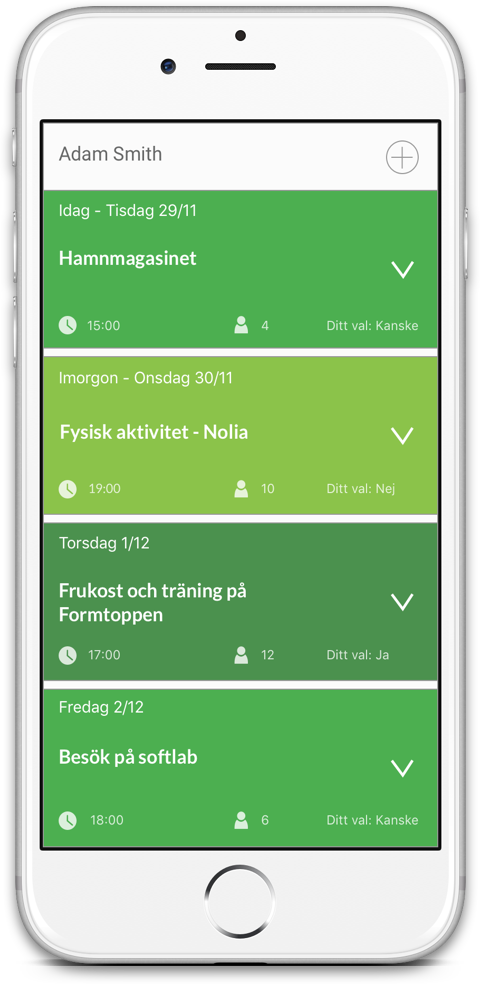 Adam Smith
Idag - Tisdag 29/11
Hamnmagasinet
15:00 4 Ditt val: Kanske
Imorgon - Onsdag 30/11
Fysisk aktivitet - Nolia
19:00 10 Ditt val: Nej
Torsdag 1/12
Frukost och träning på
Formtoppen
17:00 12 Ditt val: Ja
Fredag 2/12
Besök på softlab
18:00 6 Ditt val: Kanske